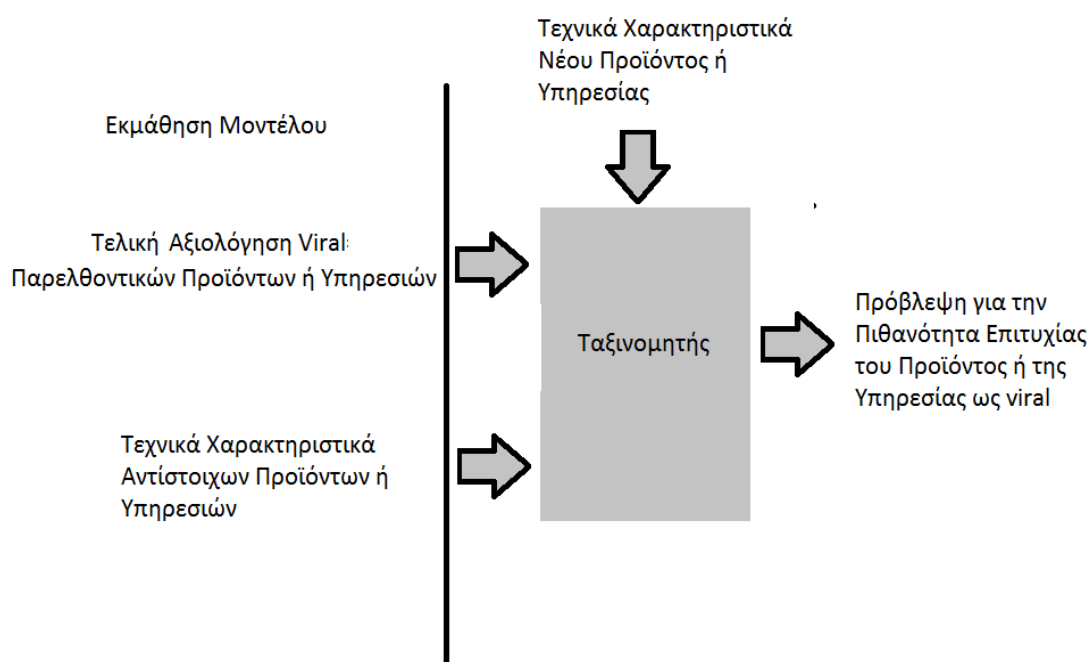 Τεχνικά Χαρακτηριστικά
Νέου Προϊόντος ή
Υπηρεσίας
Εκμάθηση Μοντέλου
Τελική Αξιολόγηση Viral
Παρελθοντικών Προϊόντων ή Υπηρεσιών
Ταξινομητής
Πρόβλεψη για την
Πιθανότητα Επιτυχίας
του Προϊόντος ή της
Υπηρεσίας ως viral
Τεχνικά Χαρακτηριστικά
Αντίστοιχων Προϊόντων ή
Υπηρεσιών